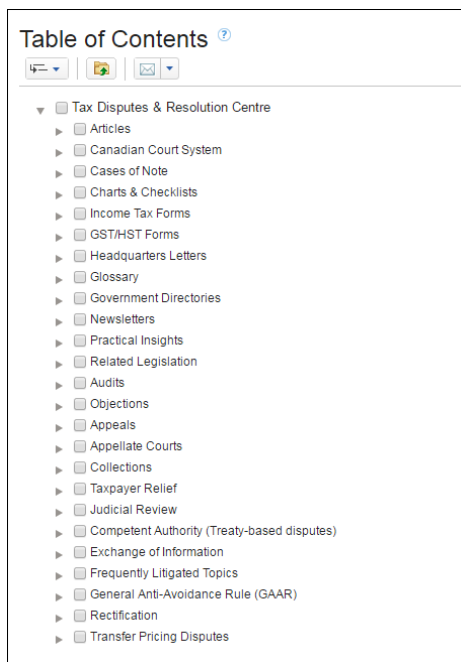 Table of Contents ?
Tax Disputes & Resolution Centre
Articles
Canadian Court System
Cases of Note
Charts & Checklists
Income Tax Forms
GST/HST Forms
Headquarters Letters
Glossary
Government Directories
Newsletters
Practical Insights
Related Legislation
Audits
Objections
Appeals
Appellate Courts
Collections
Taxpayer Relief
Judicial Review
Competent Authority (Treaty-based disputes)
Exchange of Information
Frequently Litigated Topics
General Anti-Avoidance Rule (GAAR)
Rectification
Transfer Pricing Disputes